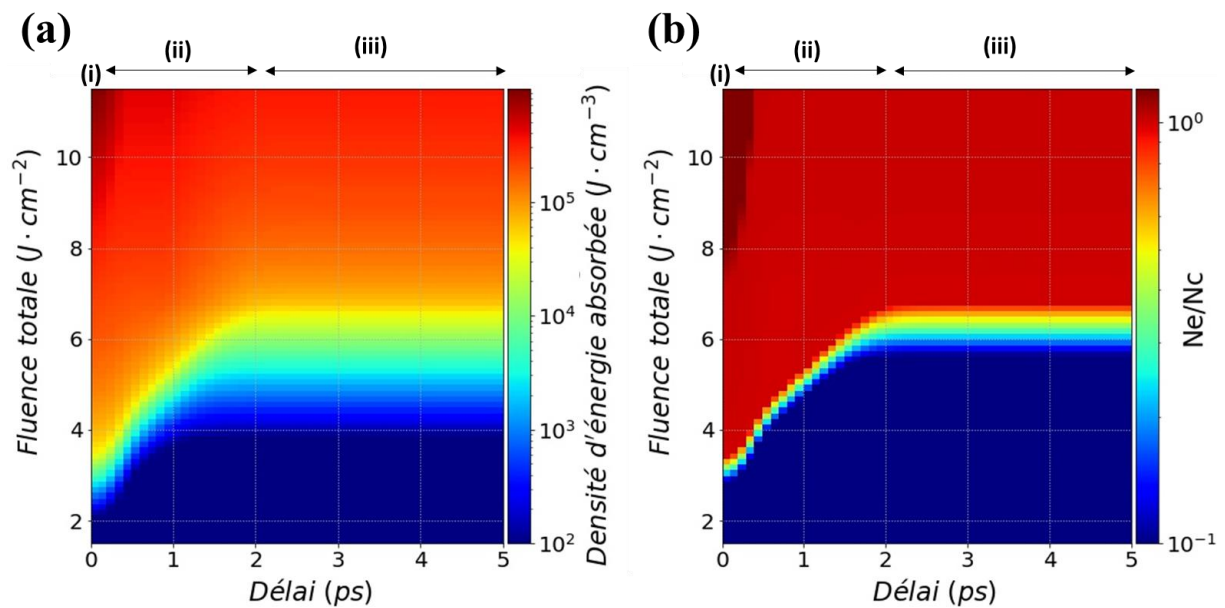 (a)
(i)
(ii)
(iii)
Fluence totale (J · cm⁻²)
10
8
6
4
2
0
1
2
3
4
5
Délai (ps)
10⁵
10⁴
10³
10²
Densité d'énergie absorbée (J · cm⁻³)
(b)
(i)
(ii)
(iii)
Fluence totale (J · cm⁻²)
10
8
6
4
2
0
1
2
3
4
5
Délai (ps)
10⁰
10⁻¹
Ne/Nc